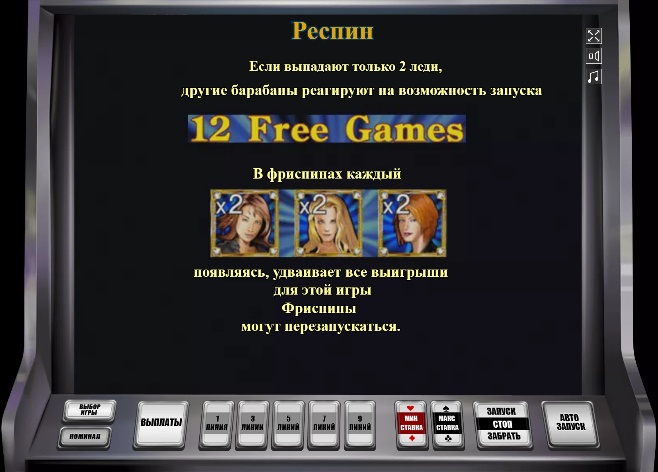 Респин
Если выпадают только 2 леди,
другие барабаны реагируют на возможность запуска
12 Free Games
В фриспинах каждый
x2 x2 x2
появляясь, удваивает все выигрыши
для этой игры
Фриспины
могут перезапускаться.
ВЫБОР
ИГРЫ
НОМИНАЛ
ВЫПЛАТЫ
1
ЛИНИЯ
3
ЛИНИИ
5
ЛИНИЙ
7
ЛИНИЙ
9
ЛИНИЙ
МИН
СТАВКА
МАКС
СТАВКА
ЗАПУСК
СТОП
ЗАБРАТЬ
АВТО
ЗАПУСК